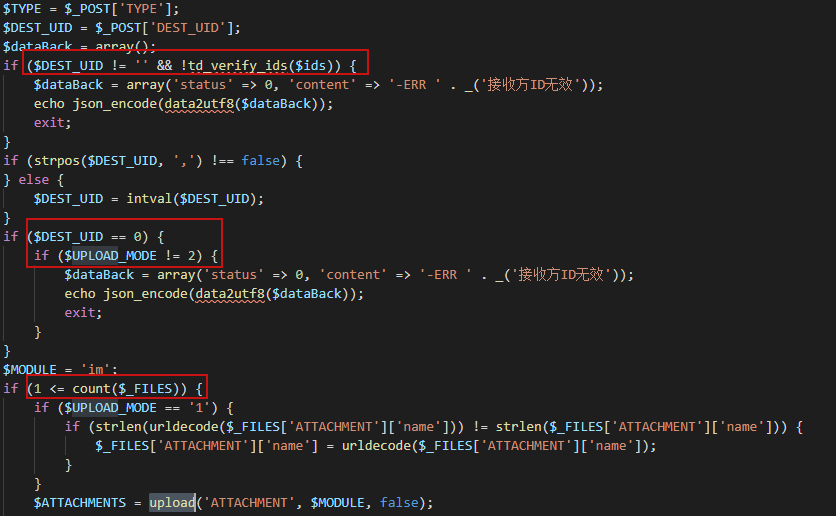 $TYPE = $_POST['TYPE'];
$DEST_UID = $_POST['DEST_UID'];
$dataBack = array();
if ($DEST_UID != '' && !td_verify_ids($ids)) {
    $dataBack = array('status' => 0, 'content' => '-ERR ' . _('接收方ID无效'));
    echo json_encode(data2utf8($dataBack));
    exit;
}
if (strpos($DEST_UID, ',') !== false) {
} else {
    $DEST_UID = intval($DEST_UID);
}
if ($DEST_UID == 0) {
    if ($UPLOAD_MODE != 2) {
        $dataBack = array('status' => 0, 'content' => '-ERR ' . _('接收方ID无效'));
        echo json_encode(data2utf8($dataBack));
        exit;
    }
}
$MODULE = 'im';
if (1 <= count($_FILES)) {
    if ($UPLOAD_MODE == '1') {
        if (strlen(urldecode($_FILES['ATTACHMENT']['name'])) != strlen($_FILES['ATTACHMENT']['name'])) {
            $_FILES['ATTACHMENT']['name'] = urldecode($_FILES['ATTACHMENT']['name']);
        }
    }
    $ATTACHMENTS = upload('ATTACHMENT', $MODULE, false);